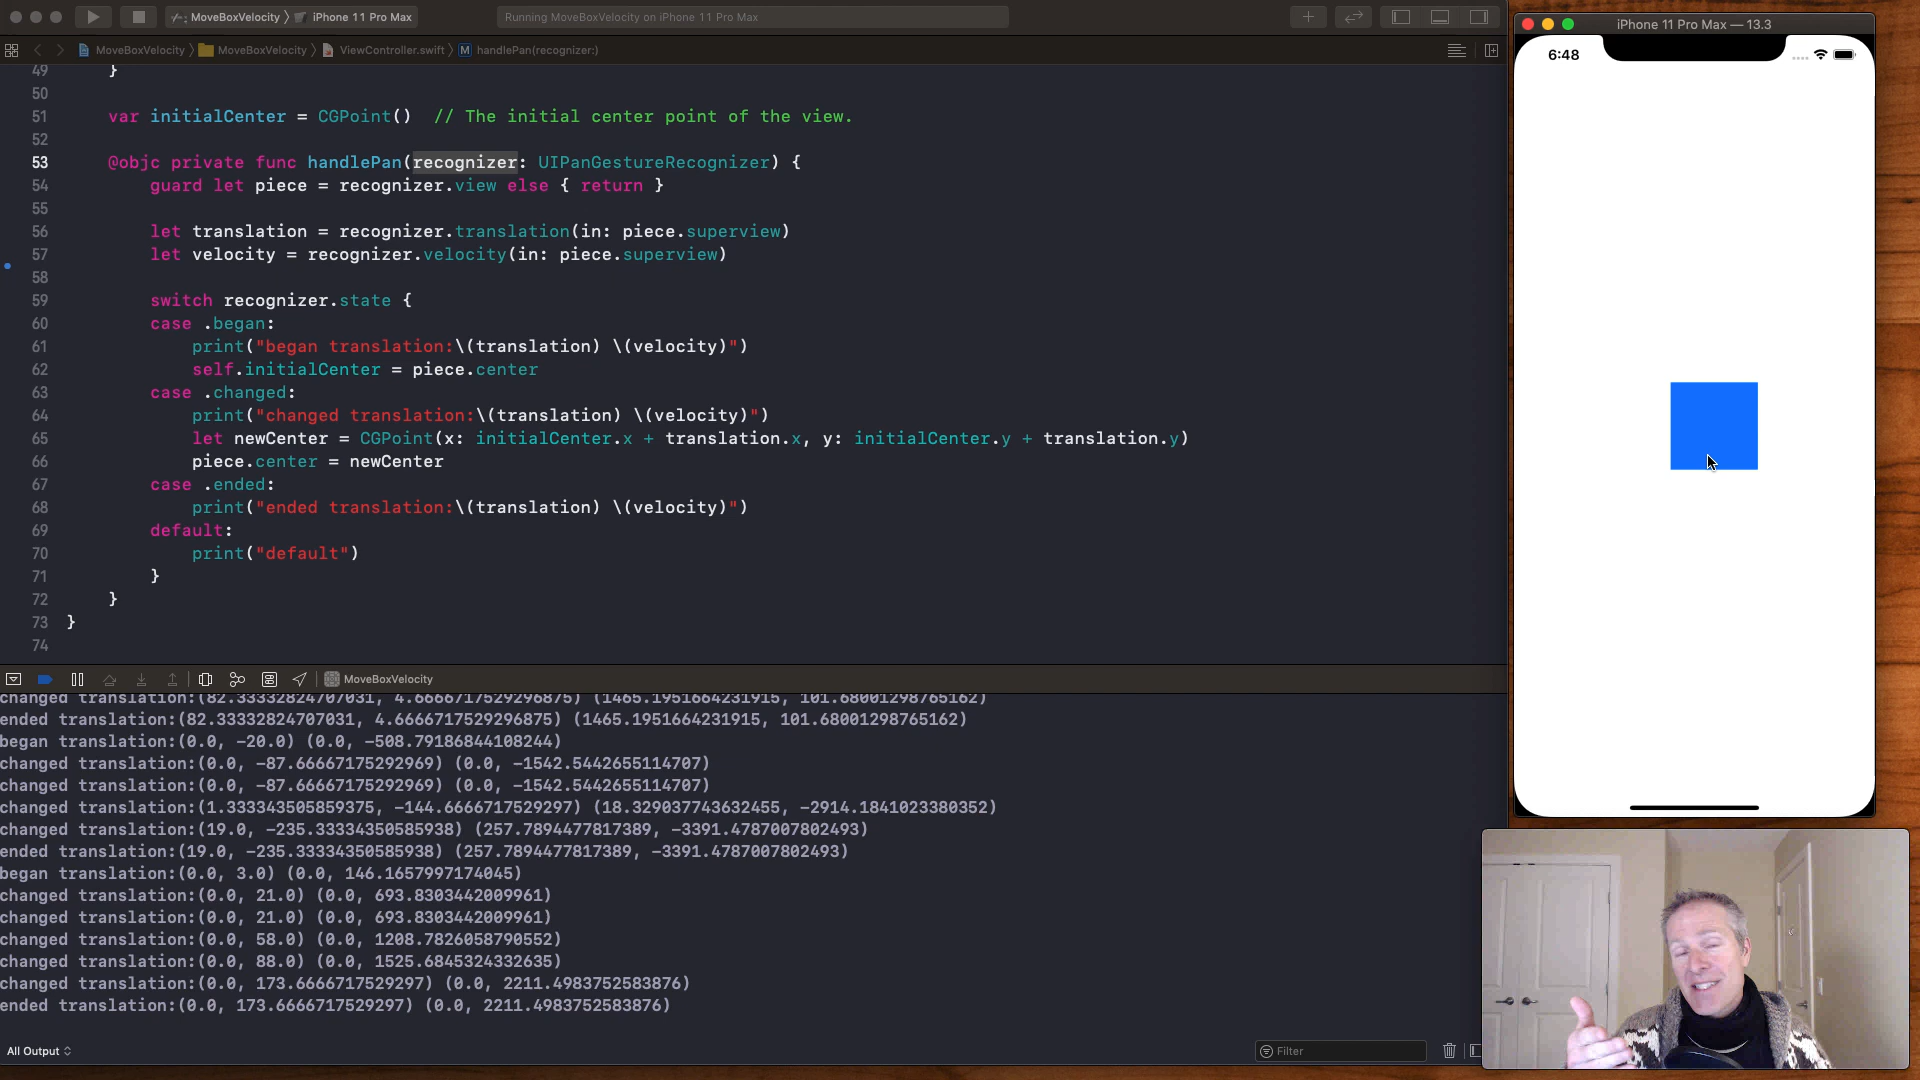 MoveBoxVelocity
iPhone 11 Pro Max
Running MoveBoxVelocity on iPhone 11 Pro Max
MoveBoxVelocity
MoveBoxVelocity
ViewController.swift
M
handlePan(recognizer:)
49 }
50
51 var initialCenter = CGPoint() // The initial center point of the view.
52
53 @objc private func handlePan(recognizer: UIPanGestureRecognizer) {
54 guard let piece = recognizer.view else { return }
55
56 let translation = recognizer.translation(in: piece.superview)
57 let velocity = recognizer.velocity(in: piece.superview)
58
59 switch recognizer.state {
60 case .began:
61 print("began translation:\(translation) \(velocity)")
62 self.initialCenter = piece.center
63 case .changed:
64 print("changed translation:\(translation) \(velocity)")
65 let newCenter = CGPoint(x: initialCenter.x + translation.x, y: initialCenter.y + translation.y)
66 piece.center = newCenter
67 case .ended:
68 print("ended translation:\(translation) \(velocity)")
69 default:
70 print("default")
71 }
72 }
73 }
74
MoveBoxVelocity
changed translation:(82.33332824707031, 4.6666717529296875) (1465.1951664231915, 101.68001298765162)
ended translation:(82.33332824707031, 4.6666717529296875) (1465.1951664231915, 101.68001298765162)
began translation:(0.0, -20.0) (0.0, -508.79186844108244)
changed translation:(0.0, -87.66667175292969) (0.0, -1542.5442655114707)
changed translation:(0.0, -87.66667175292969) (0.0, -1542.5442655114707)
changed translation:(1.333343505859375, -144.6666717529297) (18.329037743632455, -2914.1841023380352)
changed translation:(19.0, -235.33334350585938) (257.7894477817389, -3391.4787007802493)
ended translation:(19.0, -235.33334350585938) (257.7894477817389, -3391.4787007802493)
began translation:(0.0, 3.0) (0.0, 146.1657997174045)
changed translation:(0.0, 21.0) (0.0, 693.8303442009961)
changed translation:(0.0, 21.0) (0.0, 693.8303442009961)
changed translation:(0.0, 58.0) (0.0, 1208.7826058790552)
changed translation:(0.0, 88.0) (0.0, 1525.6845324332635)
changed translation:(0.0, 173.6666717529297) (0.0, 2211.4983752583876)
ended translation:(0.0, 173.6666717529297) (0.0, 2211.4983752583876)
All Output
Filter
iPhone 11 Pro Max — 13.3
6:48